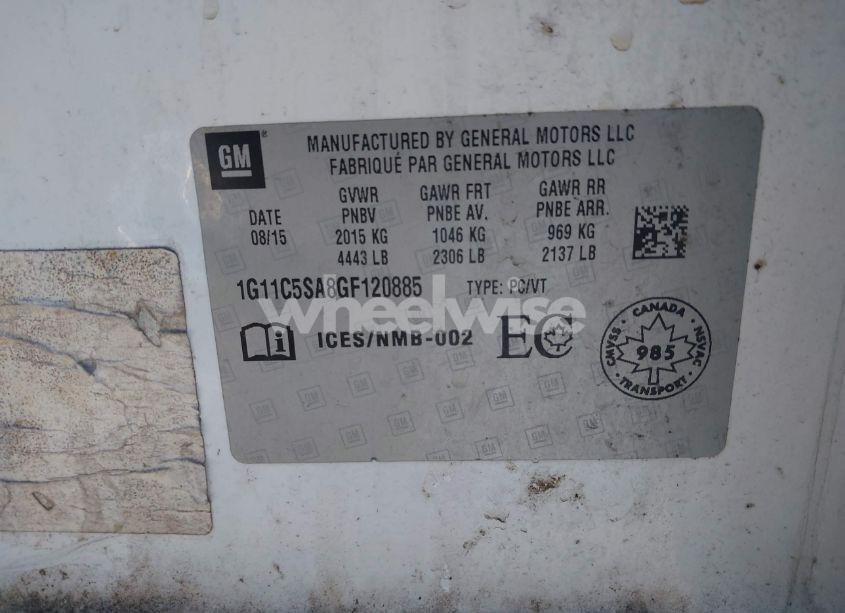 GM
MANUFACTURED BY GENERAL MOTORS LLC
FABRIQUÉ PAR GENERAL MOTORS LLC
GVWR GAWR FRT GAWR RR
DATE PNBV PNBE AV. PNBE ARR.
08/15 2015 KG 1046 KG 969 KG
4443 LB 2306 LB 2137 LB
1G11C5SA8GF120885 TYPE: PC/VT
wheelwise
ICES/NMB-002 EC
CANADA
CMVSS 985 NSVAC
TRANSPORT